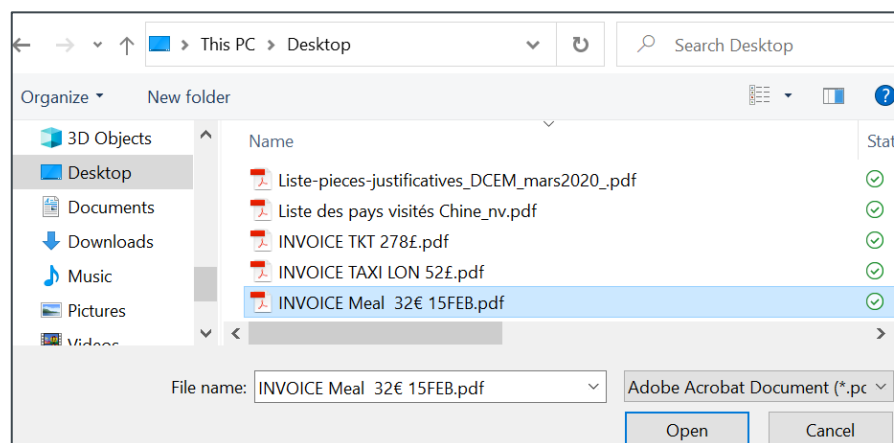 This PC > Desktop
Search Desktop
Organize
New folder
3D Objects
Desktop
Documents
Downloads
Music
Pictures
Videos
Name
Stat
Liste-pieces-justificatives_DCEM_mars2020_.pdf
Liste des pays visités Chine_nv.pdf
INVOICE TKT 278£.pdf
INVOICE TAXI LON 52£.pdf
INVOICE Meal  32€ 15FEB.pdf
File name:
INVOICE Meal  32€ 15FEB.pdf
Adobe Acrobat Document (*.pc
Open
Cancel